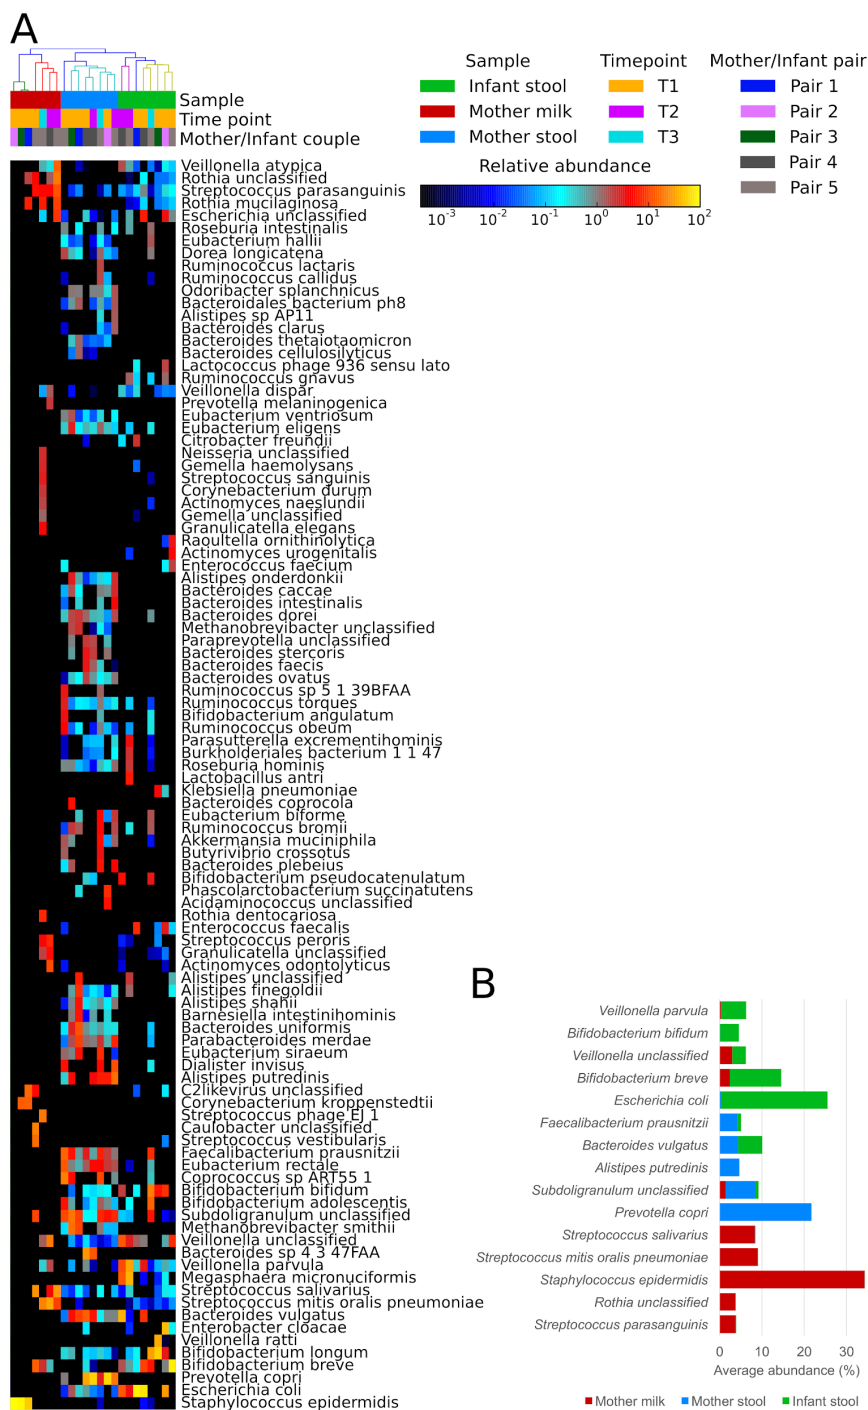 A
Sample
Infant stool
Mother milk
Mother stool
Timepoint
T1
T2
T3
Mother/Infant pair
Pair 1
Pair 2
Pair 3
Pair 4
Pair 5
Sample
Time point
Mother/Infant couple
Relative abundance
10^-3 10^-2 10^-1 10^0 10^1 10^2
Veillonella atypica
Rothia unclassified
Streptococcus parasanguinis
Rothia mucilaginosa
Escherichia unclassified
Roseburia intestinalis
Eubacterium hallii
Dorea longicatena
Ruminococcus lactaris
Ruminococcus callidus
Odoribacter splanchnicus
Bacteroidales bacterium ph8
Alistipes sp AP11
Bacteroides clarus
Bacteroides thetaiotaomicron
Bacteroides cellulosilyticus
Lactococcus phage 936 sensu lato
Ruminococcus gnavus
Veillonella dispar
Prevotella melaninogenica
Eubacterium ventriosum
Eubacterium eligens
Citrobacter freundii
Neisseria unclassified
Gemella haemolysans
Streptococcus sanguinis
Corynebacterium durum
Actinomyces naeslundii
Gemella unclassified
Granulicatella elegans
Raoultella ornithinolytica
Actinomyces urogenitalis
Enterococcus faecium
Alistipes onderdonkii
Bacteroides caccae
Bacteroides intestinalis
Bacteroides dorei
Methanobrevibacter unclassified
Paraprevotella unclassified
Bacteroides stercoris
Bacteroides faecis
Bacteroides ovatus
Ruminococcus sp 5 1 39BFAA
Ruminococcus torques
Bifidobacterium angulatum
Ruminococcus obeum
Parasutterella excrementihominis
Burkholderiales bacterium 1 1 47
Roseburia hominis
Lactobacillus antri
Klebsiella pneumoniae
Bacteroides coprocola
Eubacterium biforme
Ruminococcus bromii
Akkermansia muciniphila
Butyrivibrio crossotus
Bacteroides plebeius
Bifidobacterium pseudocatenulatum
Phascolarctobacterium succinatutens
Acidaminococcus unclassified
Rothia dentocariosa
Enterococcus faecalis
Streptococcus peroris
Granulicatella unclassified
Actinomyces odontolyticus
Alistipes unclassified
Alistipes finegoldii
Alistipes shahii
Barnesiella intestinihominis
Bacteroides uniformis
Parabacteroides merdae
Eubacterium siraeum
Dialister invisus
Alistipes putredinis
C2likevirus unclassified
Corynebacterium kroppenstedtii
Streptococcus phage EJ 1
Caulobacter unclassified
Streptococcus vestibularis
Faecalibacterium prausnitzii
Eubacterium rectale
Coprococcus sp ART55 1
Bifidobacterium bifidum
Bifidobacterium adolescentis
Subdoligranulum unclassified
Methanobrevibacter smithii
Veillonella unclassified
Bacteroides sp 4 3 47FAA
Veillonella parvula
Megasphaera micronuciformis
Streptococcus salivarius
Streptococcus mitis oralis pneumoniae
Bacteroides vulgatus
Enterobacter cloacae
Veillonella ratti
Bifidobacterium longum
Bifidobacterium breve
Prevotella copri
Escherichia coli
Staphylococcus epidermidis
B
Veillonella parvula
Bifidobacterium bifidum
Veillonella unclassified
Bifidobacterium breve
Escherichia coli
Faecalibacterium prausnitzii
Bacteroides vulgatus
Alistipes putredinis
Subdoligranulum unclassified
Prevotella copri
Streptococcus salivarius
Streptococcus mitis oralis pneumoniae
Staphylococcus epidermidis
Rothia unclassified
Streptococcus parasanguinis
0 10 20 30
Average abundance (%)
Mother milk Mother stool Infant stool